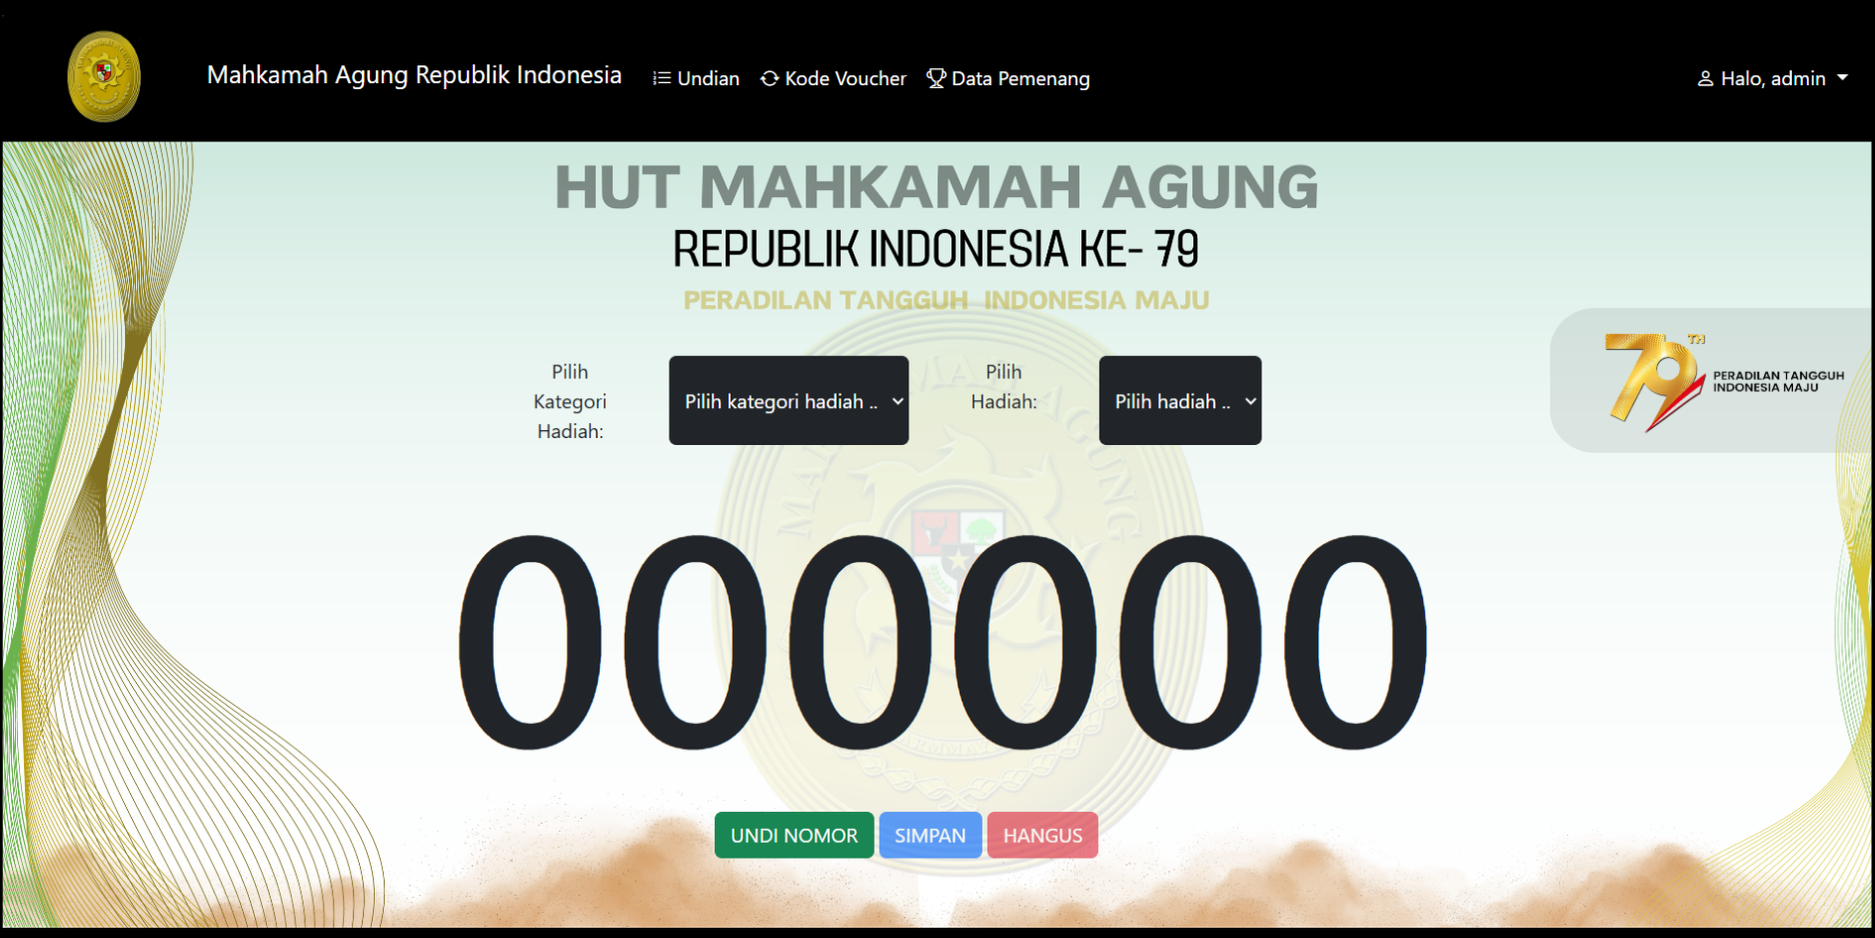 Mahkamah Agung Republik Indonesia
Undian
Kode Voucher
Data Pemenang
Halo, admin
HUT MAHKAMAH AGUNG
REPUBLIK INDONESIA KE- 79
PERADILAN TANGGUH INDONESIA MAJU
Pilih
Kategori
Hadiah:
Pilih kategori hadiah ..
Pilih
Hadiah:
Pilih hadiah ..
79TH
PERADILAN TANGGUH
INDONESIA MAJU
000000
UNDI NOMOR
SIMPAN
HANGUS